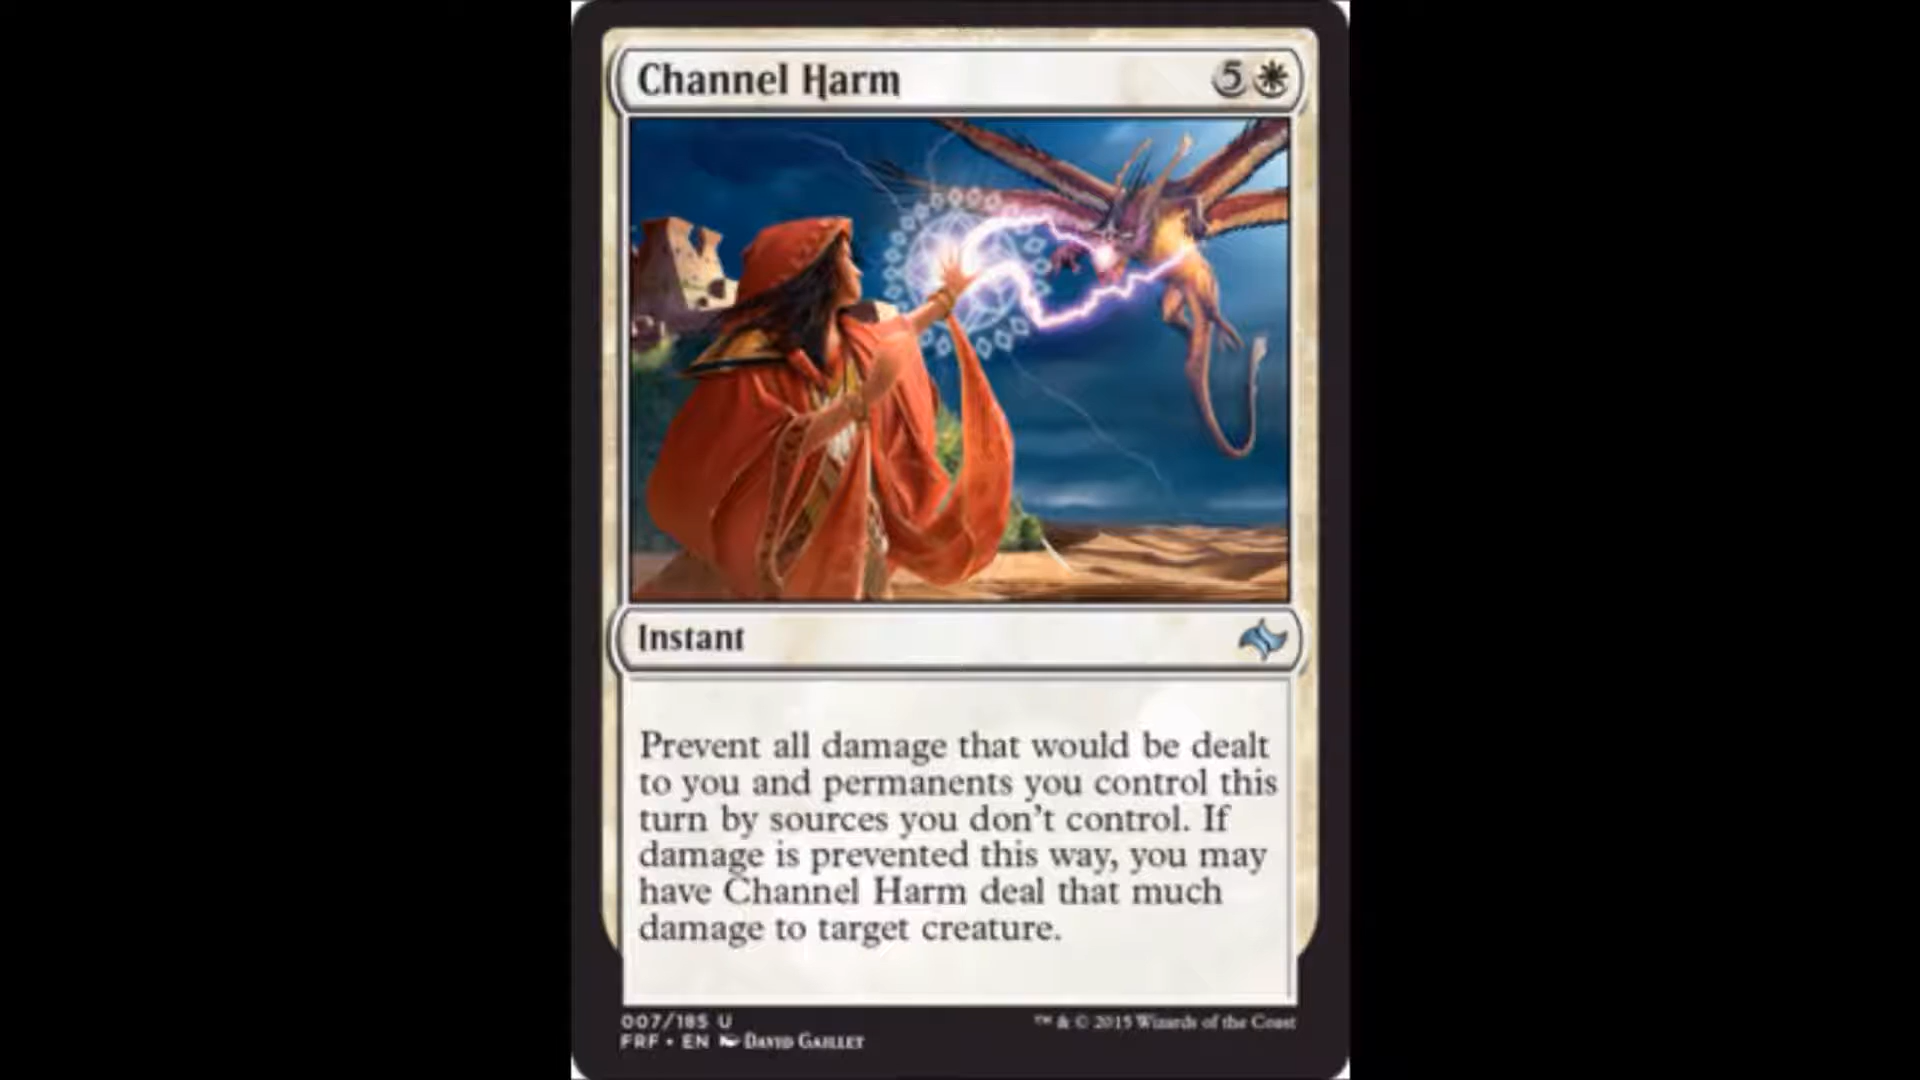 Channel Harm 5
Instant
Prevent all damage that would be dealt
to you and permanents you control this
turn by sources you don't control. If
damage is prevented this way, you may
have Channel Harm deal that much
damage to target creature.
007/185 U
™ & © 2015 Wizards of the Coast
FRF • EN David Gaillet